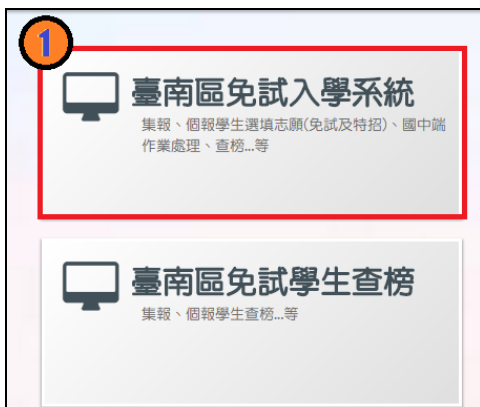 1
臺南區免試入學系統
集報、個報學生選填志願(免試及特招)、國中端
作業處理、查榜...等
臺南區免試學生查榜
集報、個報學生查榜...等